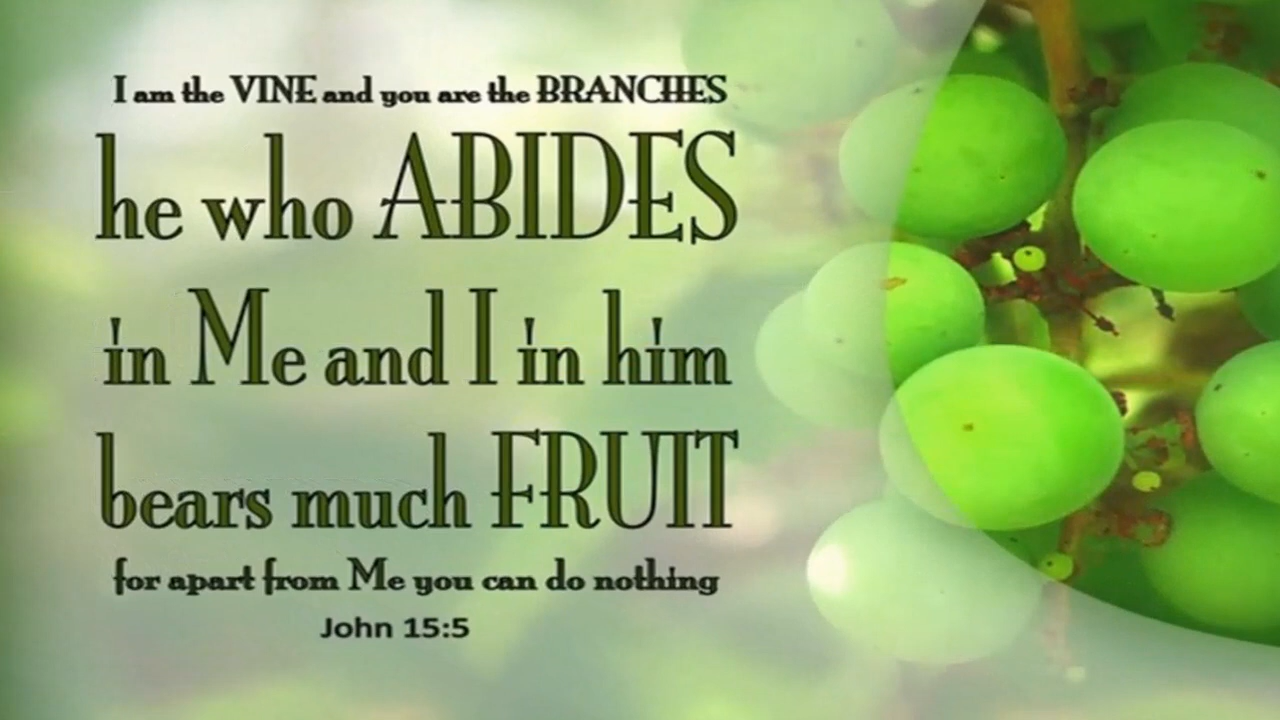 I am the VINE and you are the BRANCHES
he who ABIDES
in Me and I in him
bears much FRUIT
for apart from Me you can do nothing
John 15:5